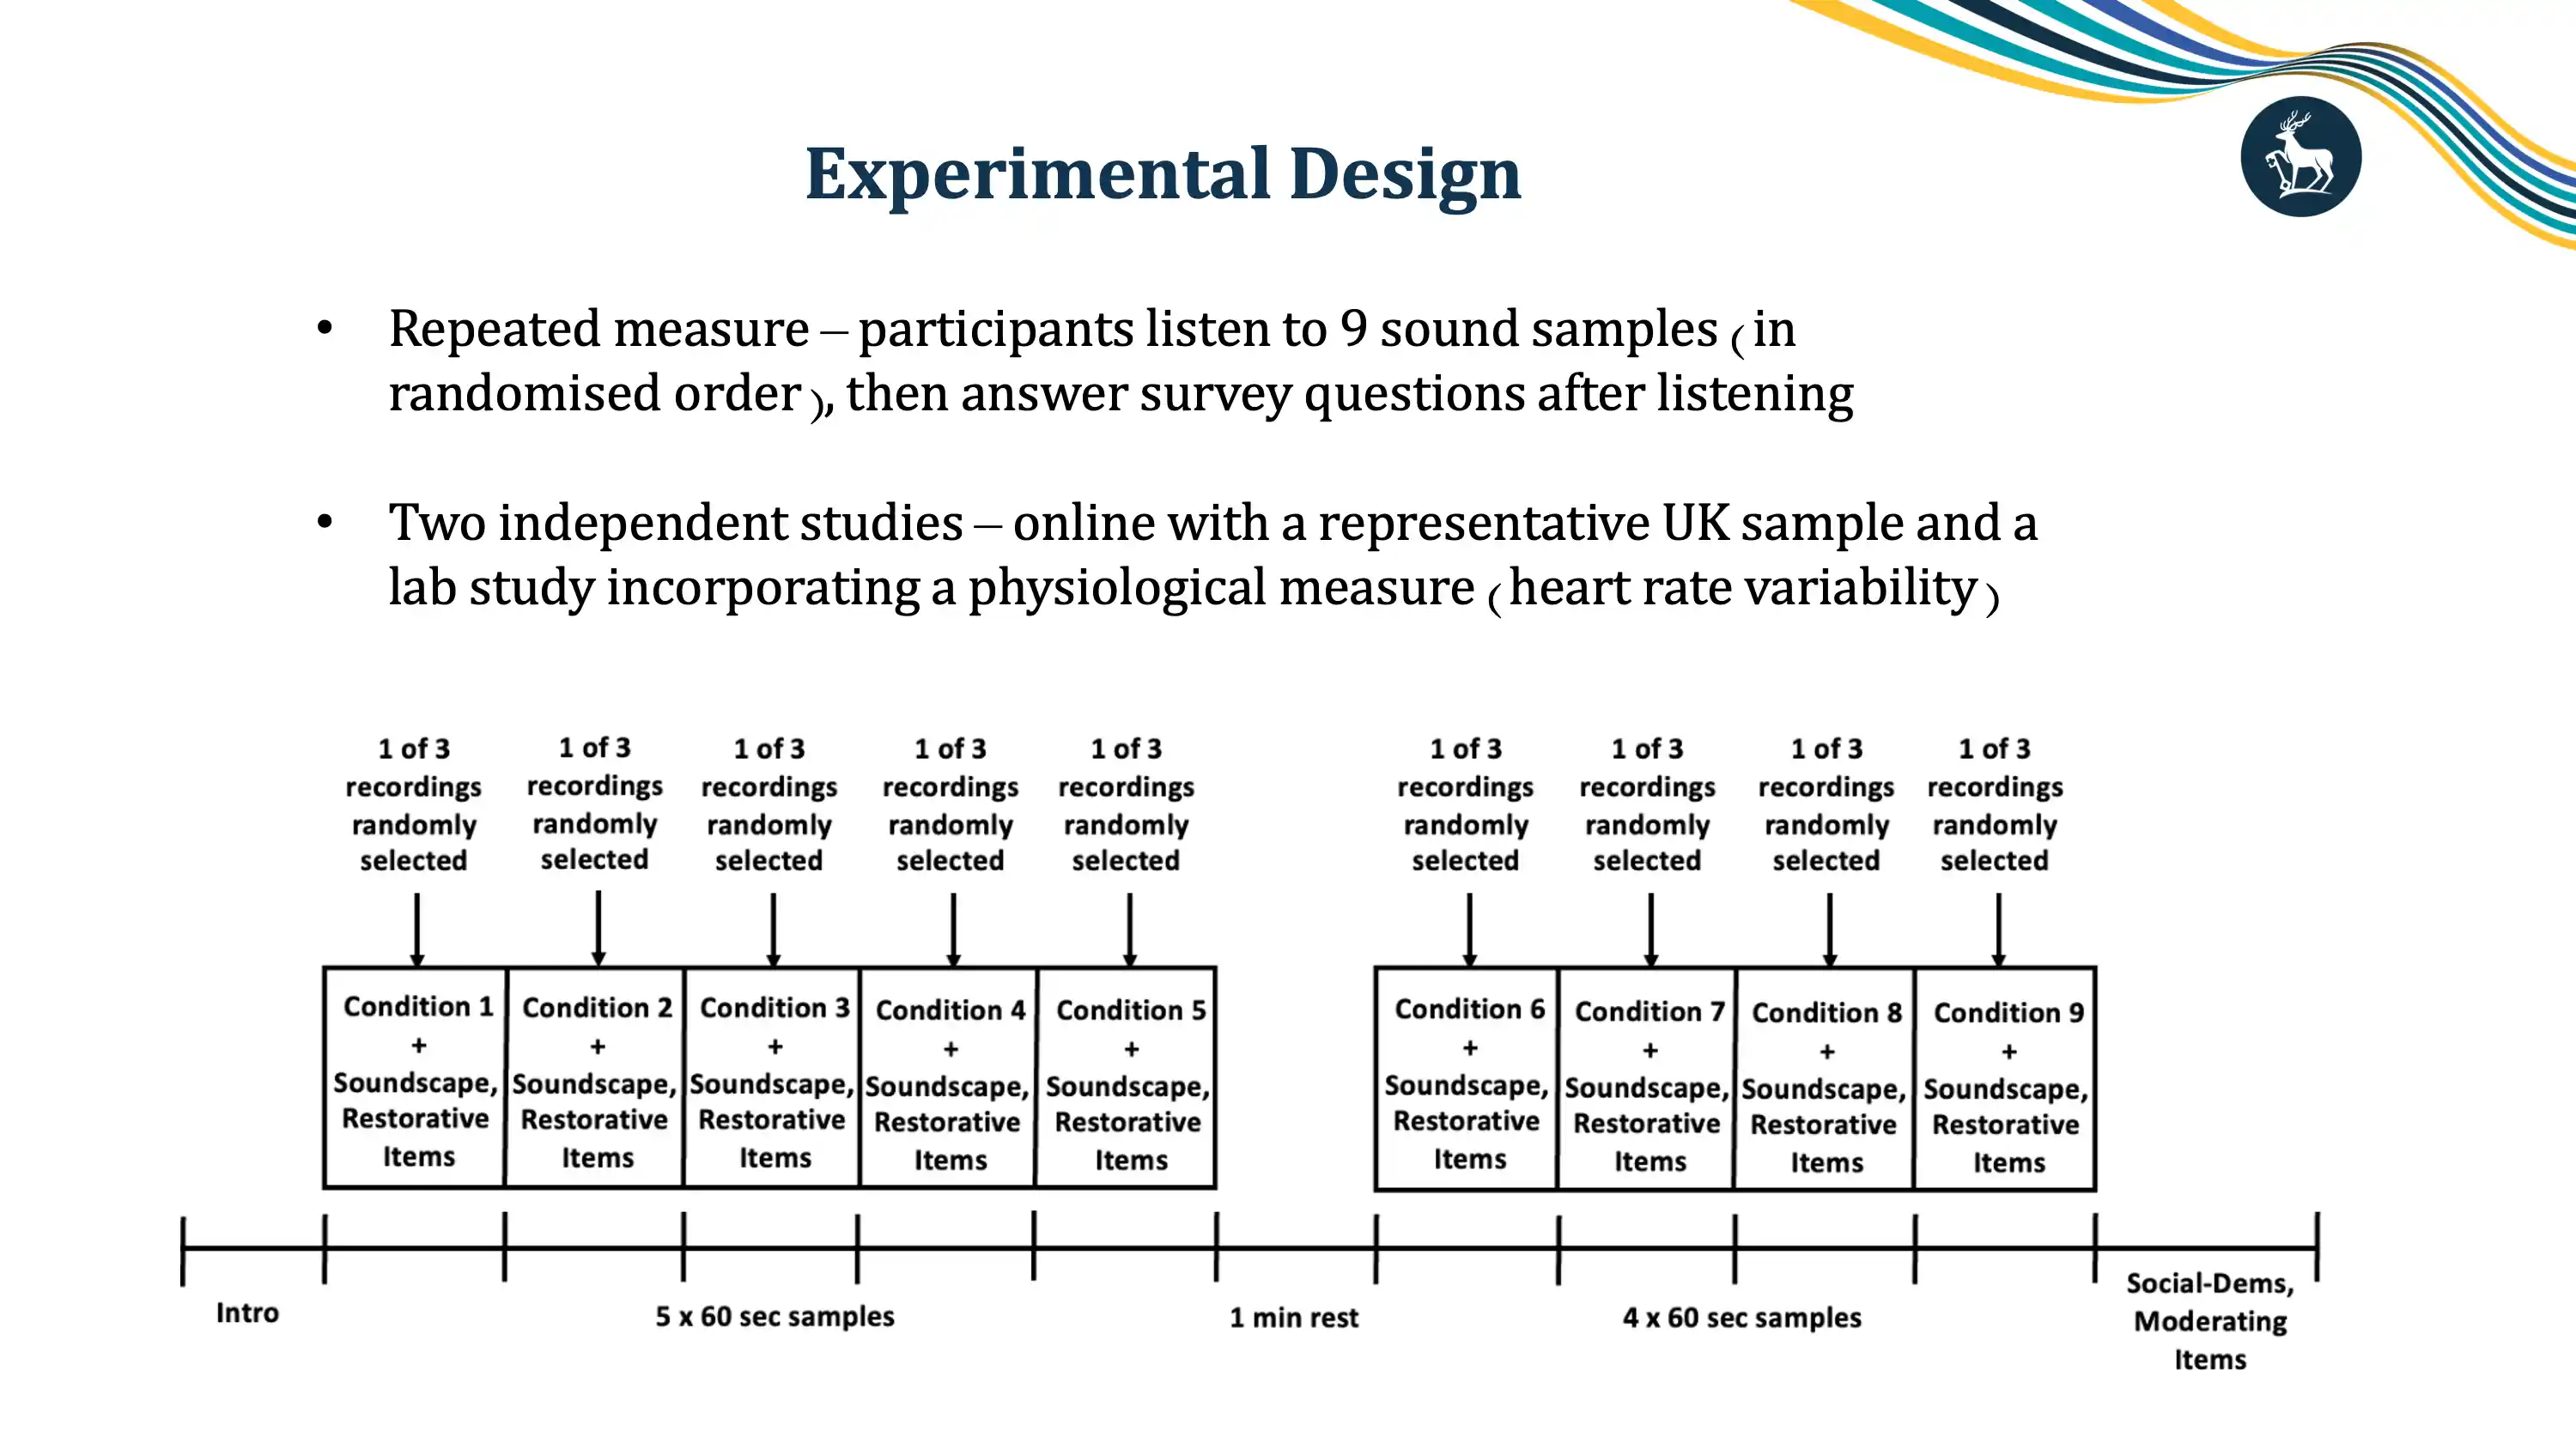 Experimental Design
• Repeated measure – participants listen to 9 sound samples (in
randomised order), then answer survey questions after listening
• Two independent studies – online with a representative UK sample and a
lab study incorporating a physiological measure (heart rate variability)
1 of 3
recordings
randomly
selected
1 of 3
recordings
randomly
selected
1 of 3
recordings
randomly
selected
1 of 3
recordings
randomly
selected
1 of 3
recordings
randomly
selected
1 of 3
recordings
randomly
selected
1 of 3
recordings
randomly
selected
1 of 3
recordings
randomly
selected
1 of 3
recordings
randomly
selected
Condition 1
+
Soundscape,
Restorative
Items
Condition 2
+
Soundscape,
Restorative
Items
Condition 3
+
Soundscape,
Restorative
Items
Condition 4
+
Soundscape,
Restorative
Items
Condition 5
+
Soundscape,
Restorative
Items
Condition 6
+
Soundscape,
Restorative
Items
Condition 7
+
Soundscape,
Restorative
Items
Condition 8
+
Soundscape,
Restorative
Items
Condition 9
+
Soundscape,
Restorative
Items
Intro
5 x 60 sec samples
1 min rest
4 x 60 sec samples
Social-Dems,
Moderating
Items